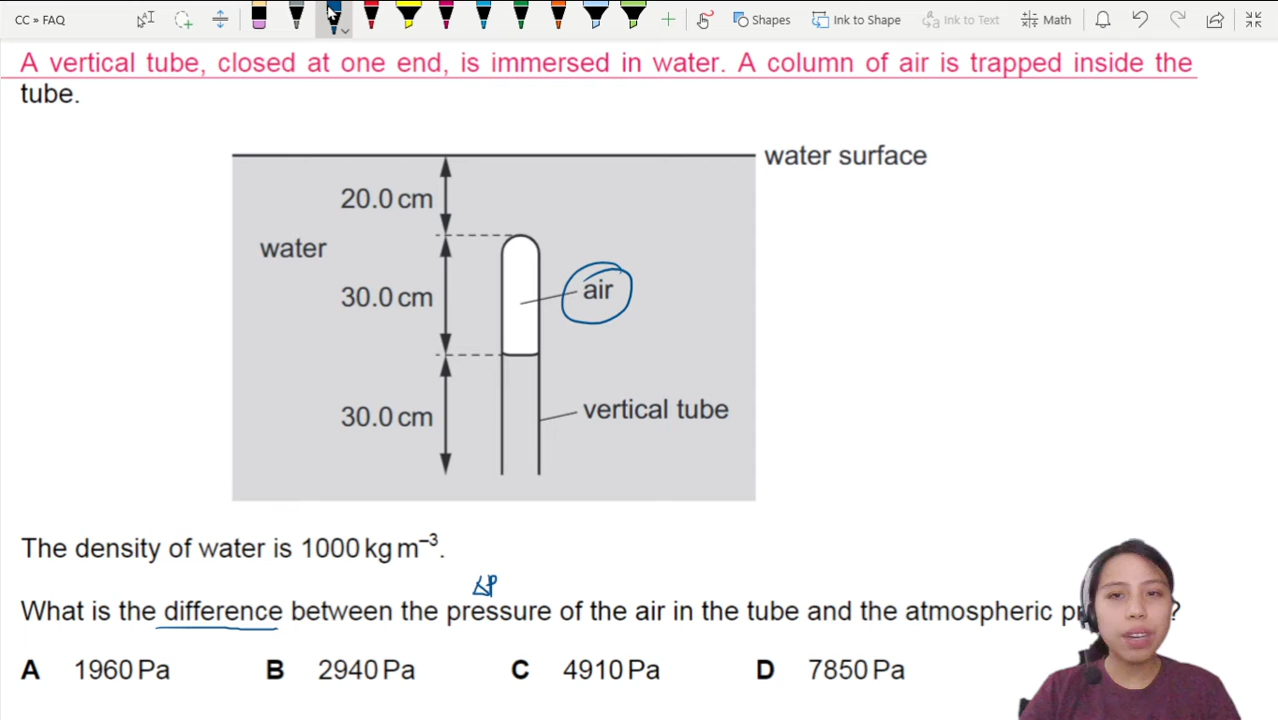 CC » FAQ
Shapes
Ink to Shape
Ink to Text
Math
A vertical tube, closed at one end, is immersed in water. A column of air is trapped inside the
tube.
water surface
20.0 cm
water
air
30.0 cm
vertical tube
30.0 cm
The density of water is 1000 kg m⁻³.
ΔP
What is the difference between the pressure of the air in the tube and the atmospheric ?
A 1960 Pa B 2940 Pa C 4910 Pa D 7850 Pa